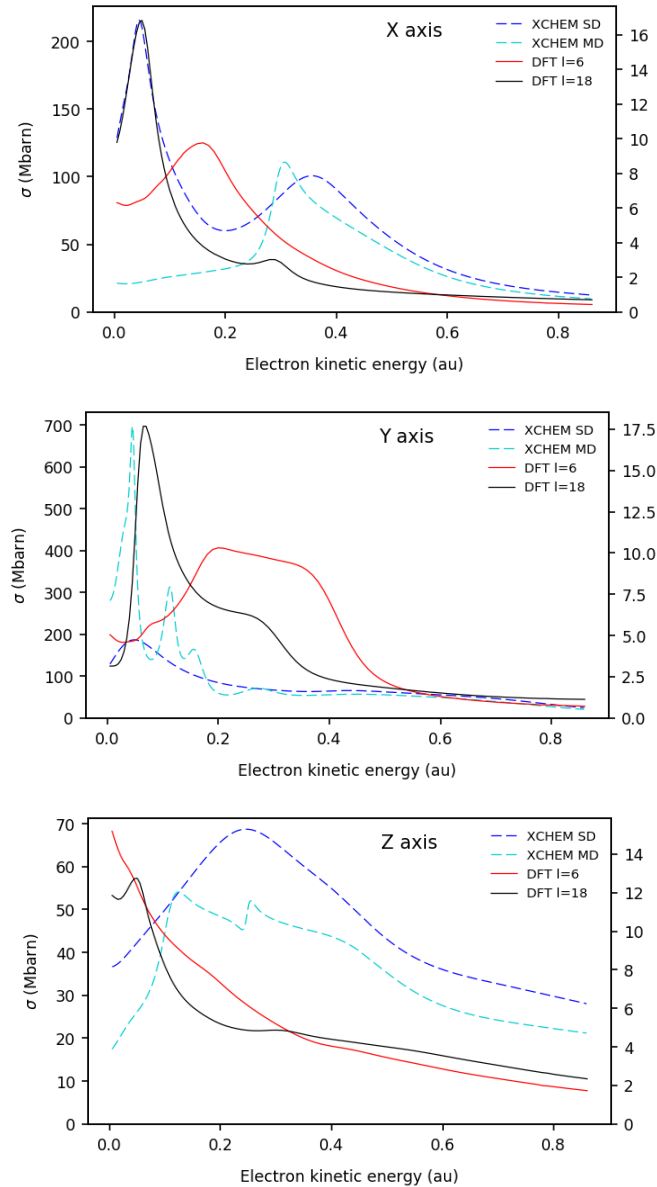 X axis
XCHEM SD
XCHEM MD
DFT l=6
DFT l=18
200
150
100
50
0
σ (Mbarn)
16
14
12
10
8
6
4
2
0
0.0 0.2 0.4 0.6 0.8
Electron kinetic energy (au)
Y axis
XCHEM SD
XCHEM MD
DFT l=6
DFT l=18
700
600
500
400
300
200
100
0
σ (Mbarn)
17.5
15.0
12.5
10.0
7.5
5.0
2.5
0.0
0.0 0.2 0.4 0.6 0.8
Electron kinetic energy (au)
Z axis
XCHEM SD
XCHEM MD
DFT l=6
DFT l=18
70
60
50
40
30
20
10
0
σ (Mbarn)
14
12
10
8
6
4
2
0
0.0 0.2 0.4 0.6 0.8
Electron kinetic energy (au)